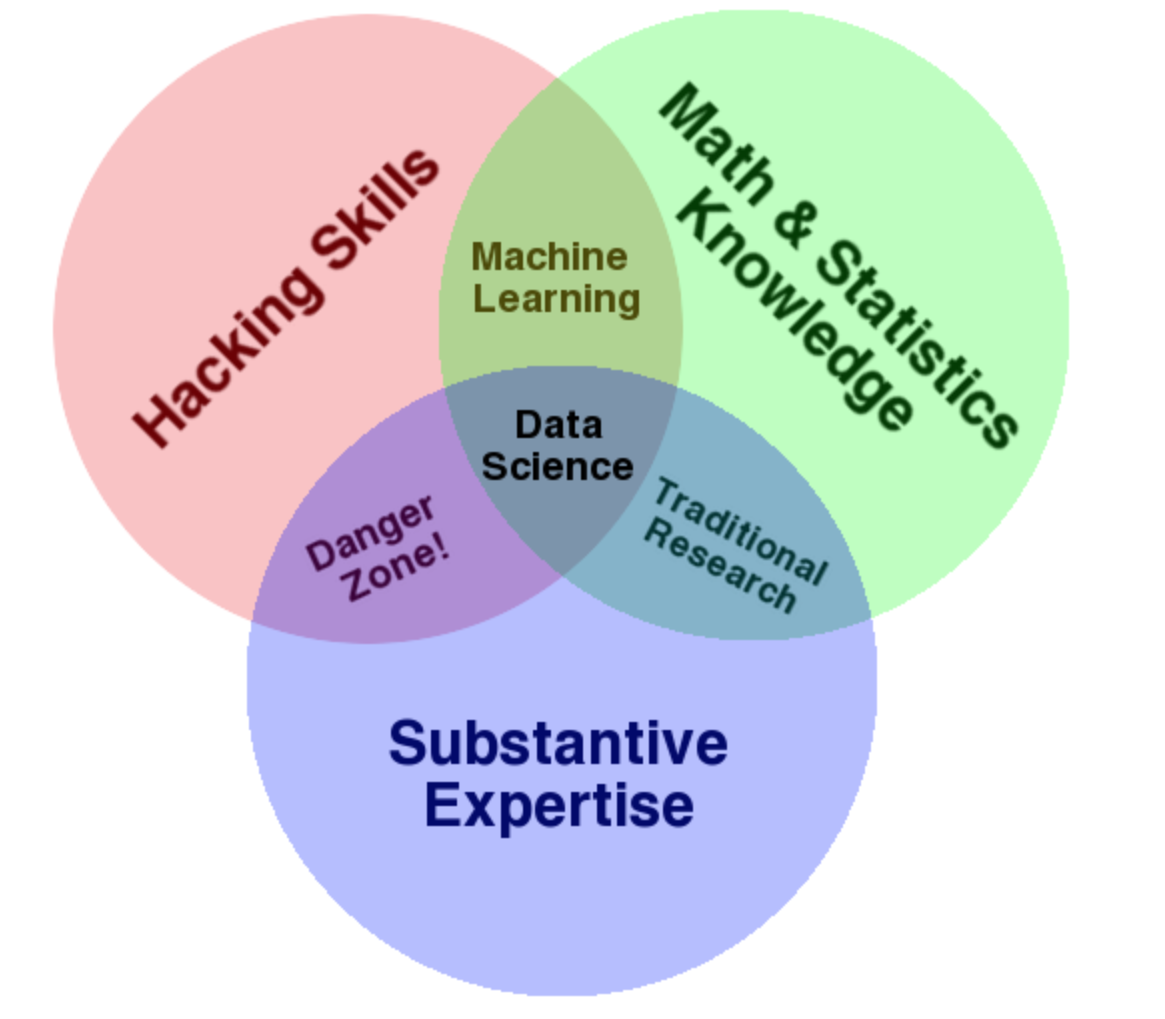 Hacking Skills
Math & Statistics
Knowledge
Machine
Learning
Data
Science
Danger
Zone!
Traditional
Research
Substantive
Expertise